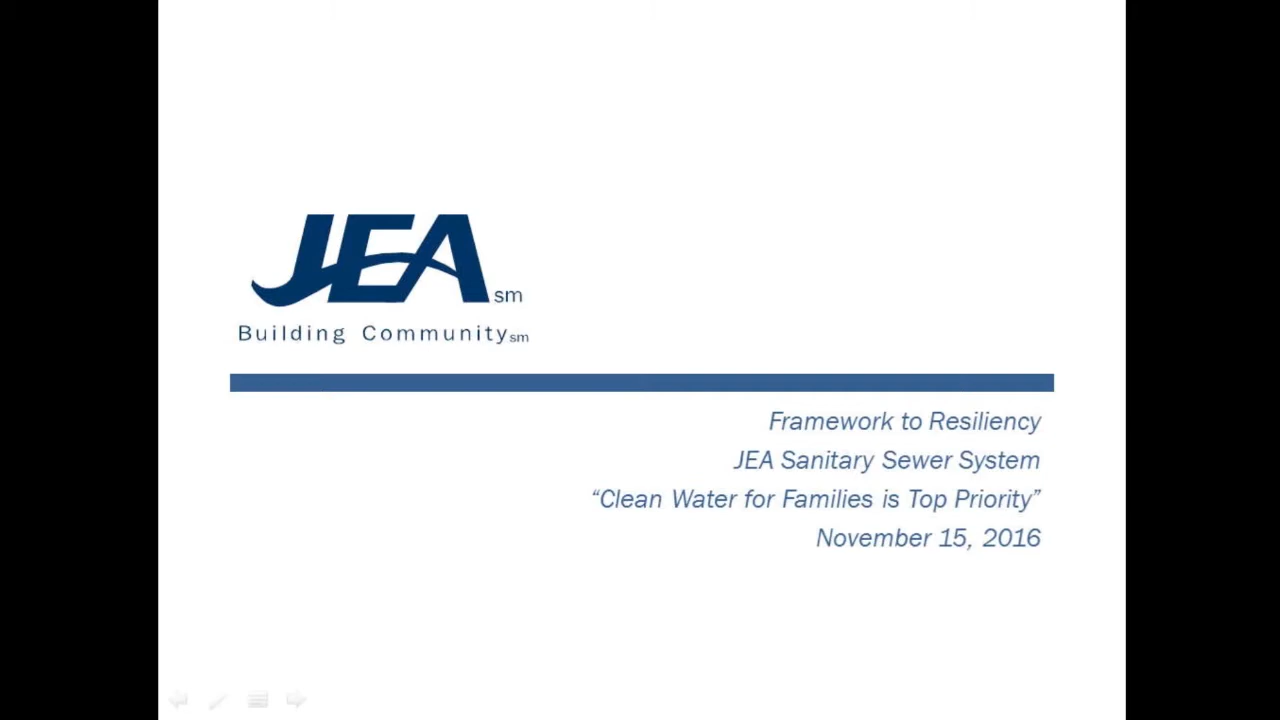 JEA sm
Building Community sm
Framework to Resiliency
JEA Sanitary Sewer System
“Clean Water for Families is Top Priority”
November 15, 2016